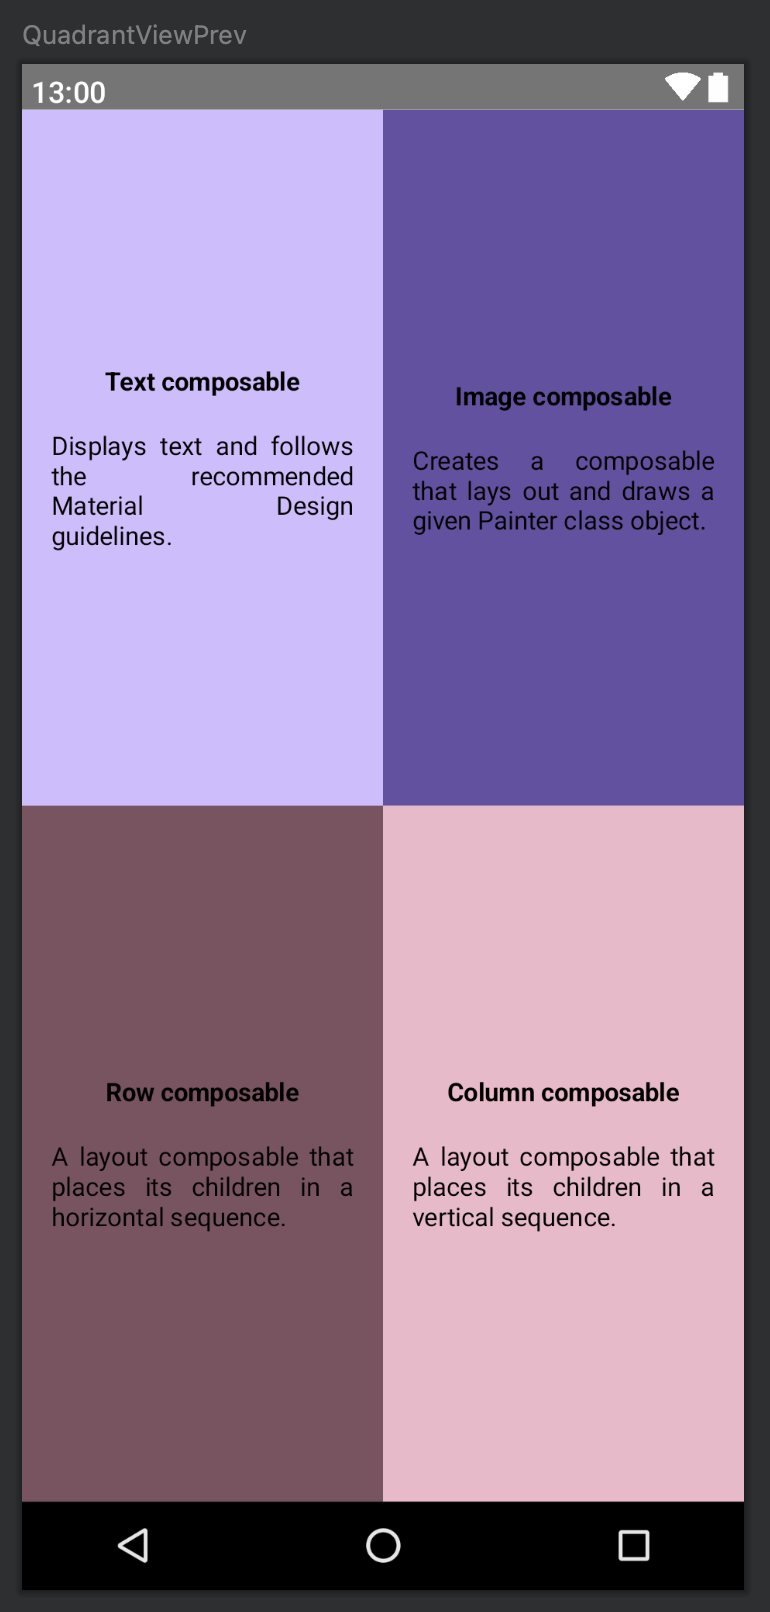 QuadrantViewPrev
13:00
Text composable
Displays text and follows
the recommended
Material Design
guidelines.
Image composable
Creates a composable
that lays out and draws a
given Painter class object.
Row composable
A layout composable that
places its children in a
horizontal sequence.
Column composable
A layout composable that
places its children in a
vertical sequence.